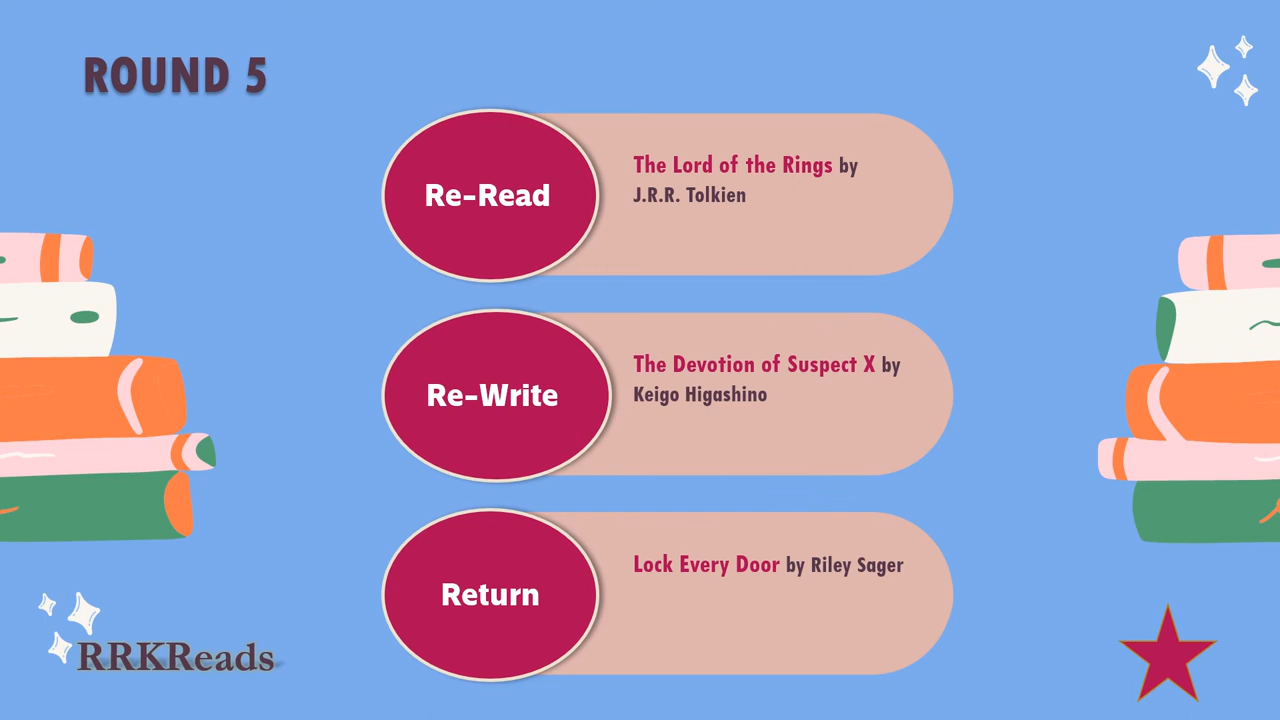 ROUND 5
Re-Read
The Lord of the Rings by
J.R.R. Tolkien
Re-Write
The Devotion of Suspect X by
Keigo Higashino
Return
Lock Every Door by Riley Sager
RRKReads